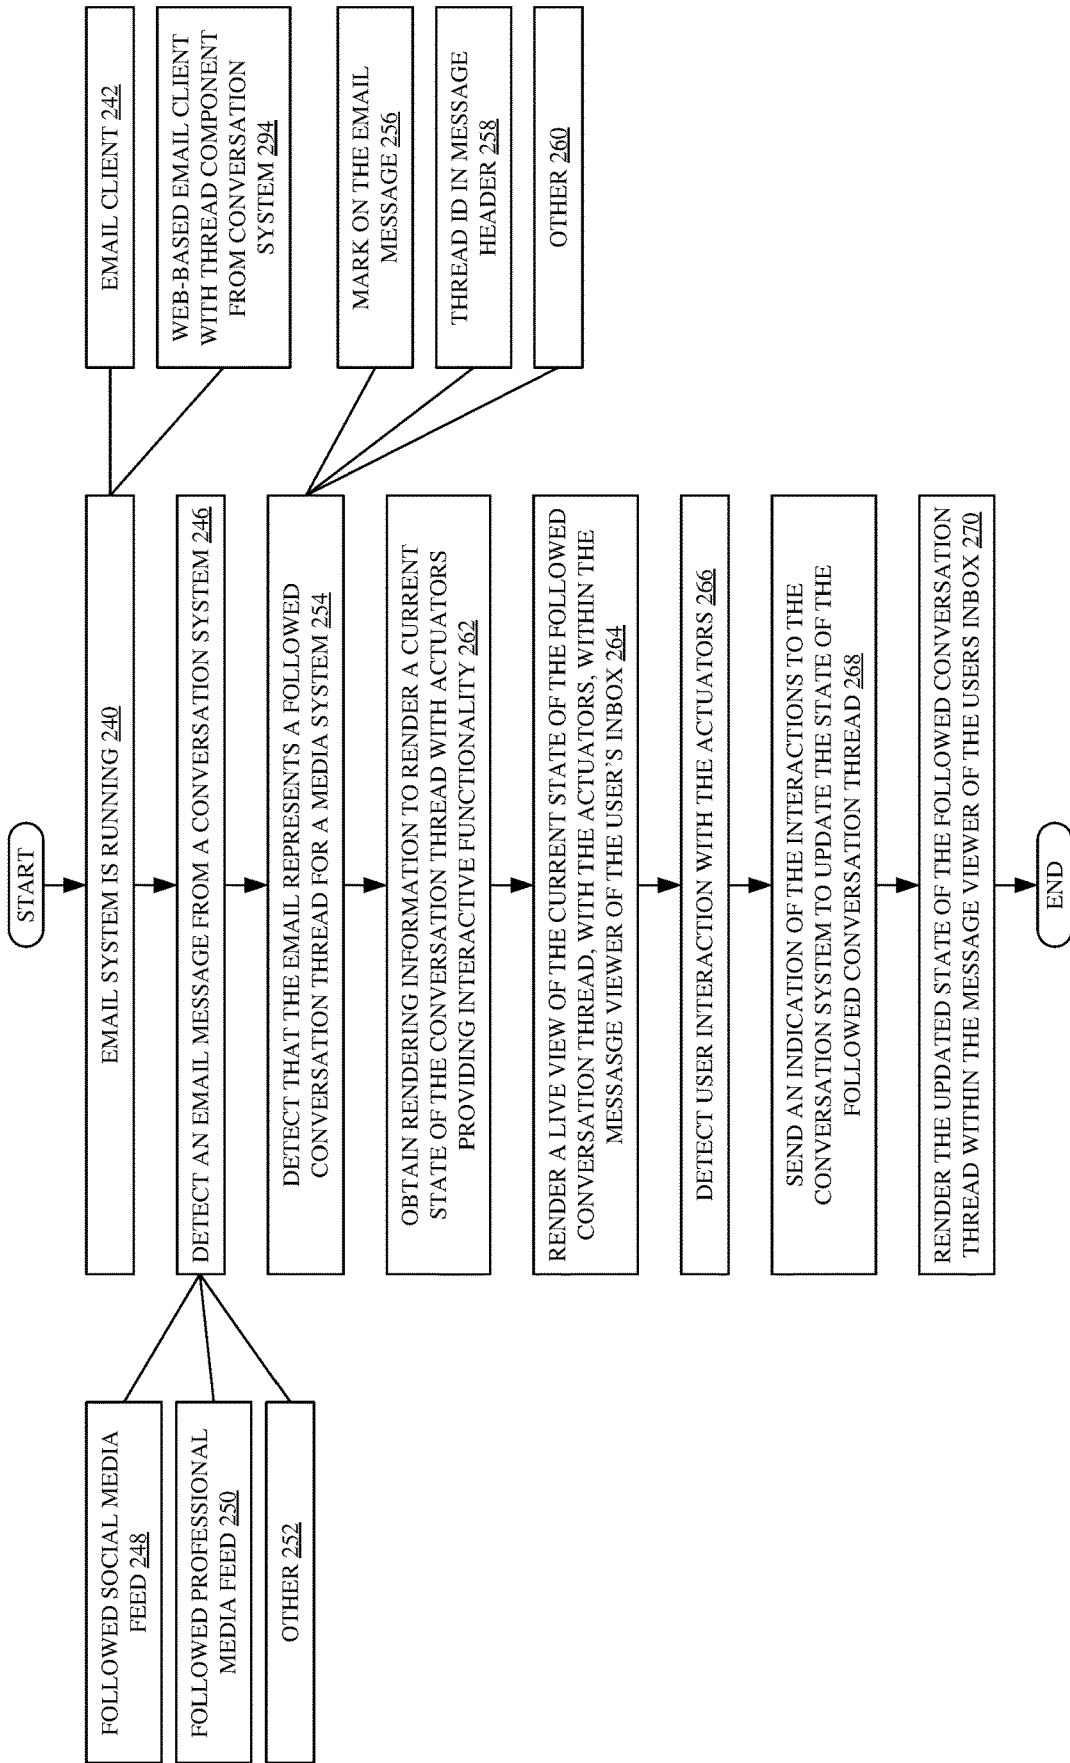 START
EMAIL SYSTEM IS RUNNING 240
EMAIL CLIENT 242
WEB-BASED EMAIL CLIENT
WITH THREAD COMPONENT
FROM CONVERSATION
SYSTEM 294
DETECT AN EMAIL MESSAGE FROM A CONVERSATION SYSTEM 246
FOLLOWED SOCIAL MEDIA
FEED 248
FOLLOWED PROFESSIONAL
MEDIA FEED 250
OTHER 252
DETECT THAT THE EMAIL REPRESENTS A FOLLOWED
CONVERSATION THREAD FOR A MEDIA SYSTEM 254
MARK ON THE EMAIL
MESSAGE 256
THREAD ID IN MESSAGE
HEADER 258
OTHER 260
OBTAIN RENDERING INFORMATION TO RENDER A CURRENT
STATE OF THE CONVERSATION THREAD WITH ACTUATORS
PROVIDING INTERACTIVE FUNCTIONALITY 262
RENDER A LIVE VIEW OF THE CURRENT STATE OF THE FOLLOWED
CONVERSATION THREAD, WITH THE ACTUATORS, WITHIN THE
MESSASGE VIEWER OF THE USER'S INBOX 264
DETECT USER INTERACTION WITH THE ACTUATORS 266
SEND AN INDICATION OF THE INTERACTIONS TO THE
CONVERSATION SYSTEM TO UPDATE THE STATE OF THE
FOLLOWED CONVERSATION THREAD 268
RENDER THE UPDATED STATE OF THE FOLLOWED CONVERSATION
THREAD WITHIN THE MESSAGE VIEWER OF THE USERS INBOX 270
END